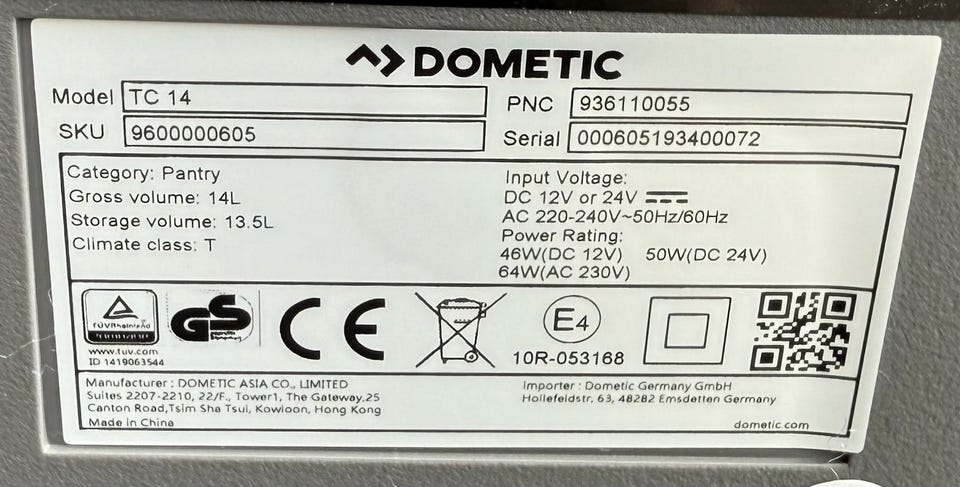 DOMETIC
Model TC 14
PNC 936110055
SKU 9600000605
Serial 000605193400072
Category: Pantry
Gross volume: 14L
Storage volume: 13.5L
Climate class: T
Input Voltage:
DC 12V or 24V
AC 220-240V~50Hz/60Hz
Power Rating:
46W(DC 12V) 50W(DC 24V)
64W(AC 230V)
TÜVRheinland
www.tuv.com
ID 1419063544
GS
CE
E4
10R-053168
Manufacturer : DOMETIC ASIA CO., LIMITED
Suites 2207-2210, 22/F., Tower1, The Gateway,25
Canton Road,Tsim Sha Tsui, Kowloon, Hong Kong
Made in China
Importer : Dometic Germany GmbH
Hollefeldstr, 63, 48282 Emsdetten Germany
dometic.com